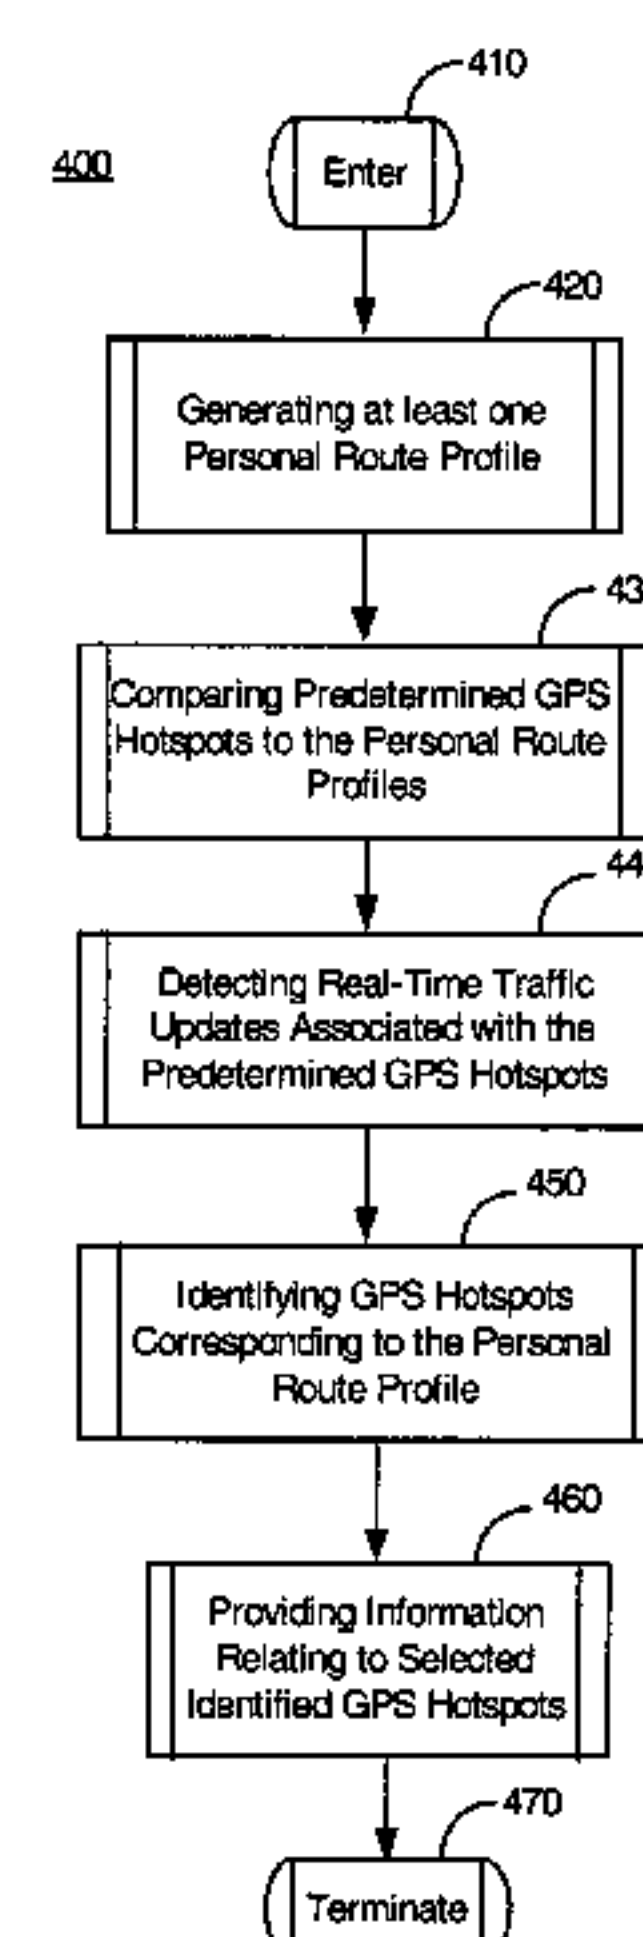 410
400
Enter
420
Generating at least one
Personal Route Profile
43
Comparing Predetermined GPS
Hotspots to the Personal Route
Profiles
44
Detecting Real-Time Traffic
Updates Associated with the
Predetermined GPS Hotspots
450
Identifying GPS Hotspots
Corresponding to the Personal
Route Profile
460
Providing Information
Relating to Selected
Identified GPS Hotspots
470
Terminate